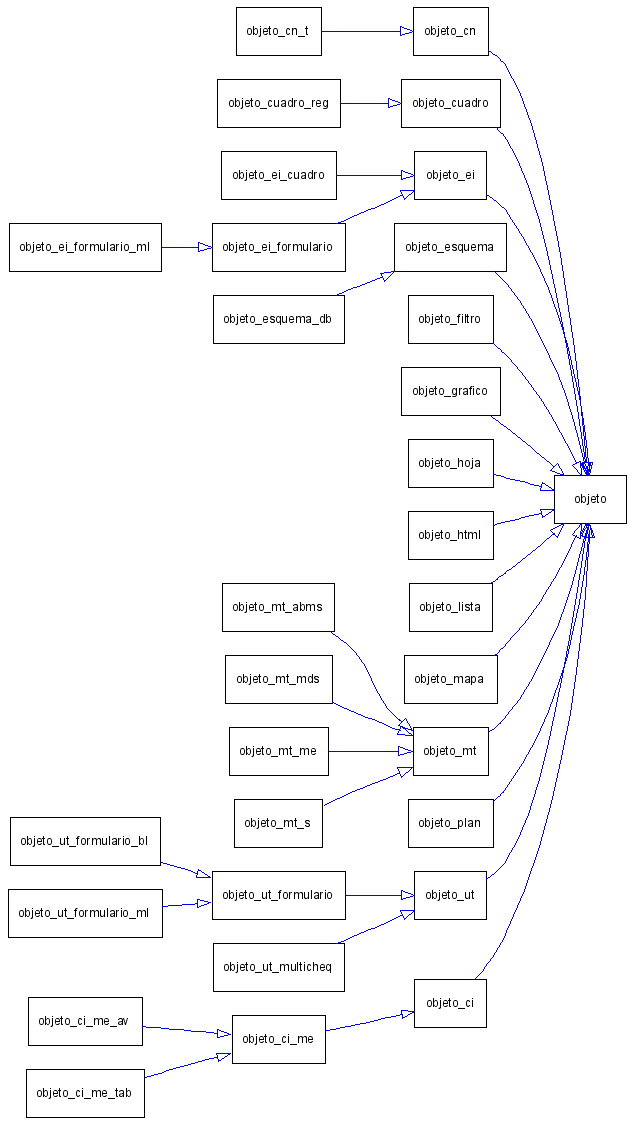 objeto_cn_t
objeto_cn
objeto_cuadro_reg
objeto_cuadro
objeto_ei_cuadro
objeto_ei
objeto_ei_formulario_ml
objeto_ei_formulario
objeto_esquema
objeto_esquema_db
objeto_filtro
objeto_grafico
objeto_hoja
objeto
objeto_html
objeto_mt_abms
objeto_lista
objeto_mt_mds
objeto_mapa
objeto_mt_me
objeto_mt
objeto_mt_s
objeto_plan
objeto_ut_formulario_bl
objeto_ut_formulario
objeto_ut
objeto_ut_formulario_ml
objeto_ut_multicheq
objeto_ci
objeto_ci_me_av
objeto_ci_me
objeto_ci_me_tab